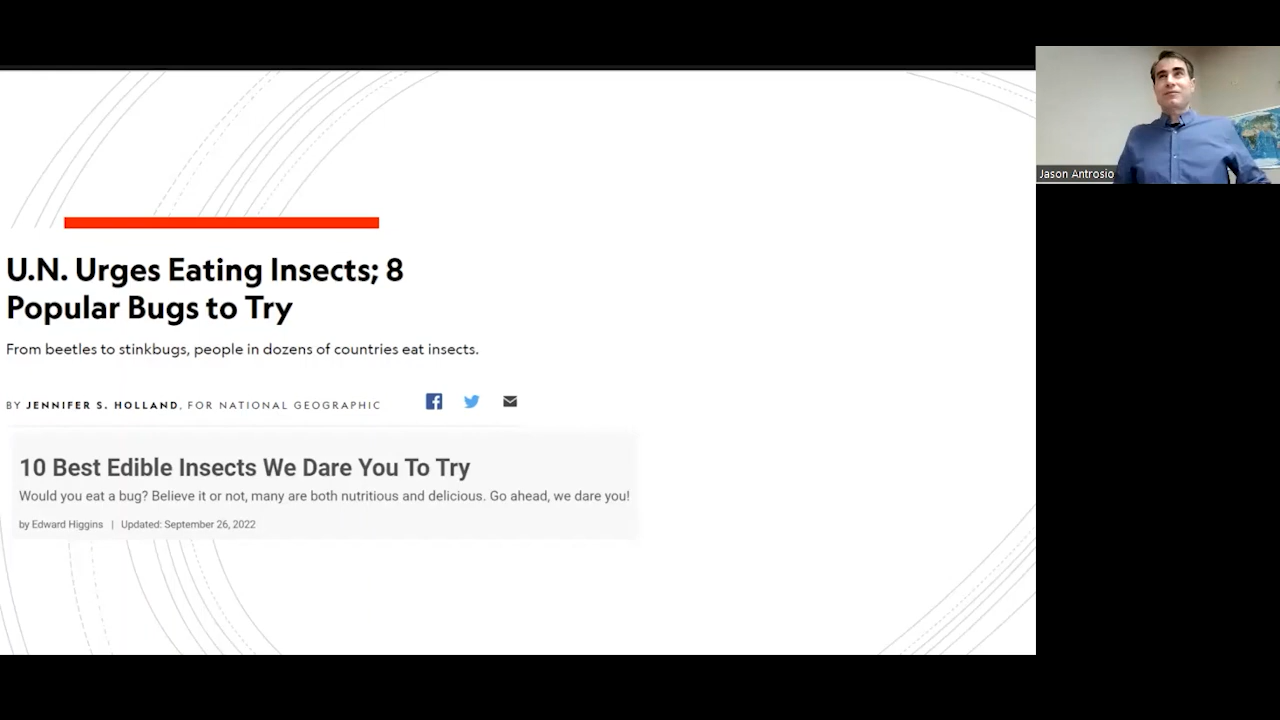 U.N. Urges Eating Insects; 8
Popular Bugs to Try
From beetles to stinkbugs, people in dozens of countries eat insects.
BY JENNIFER S. HOLLAND, FOR NATIONAL GEOGRAPHIC
10 Best Edible Insects We Dare You To Try
Would you eat a bug? Believe it or not, many are both nutritious and delicious. Go ahead, we dare you!
by Edward Higgins | Updated: September 26, 2022
Jason Antrosio